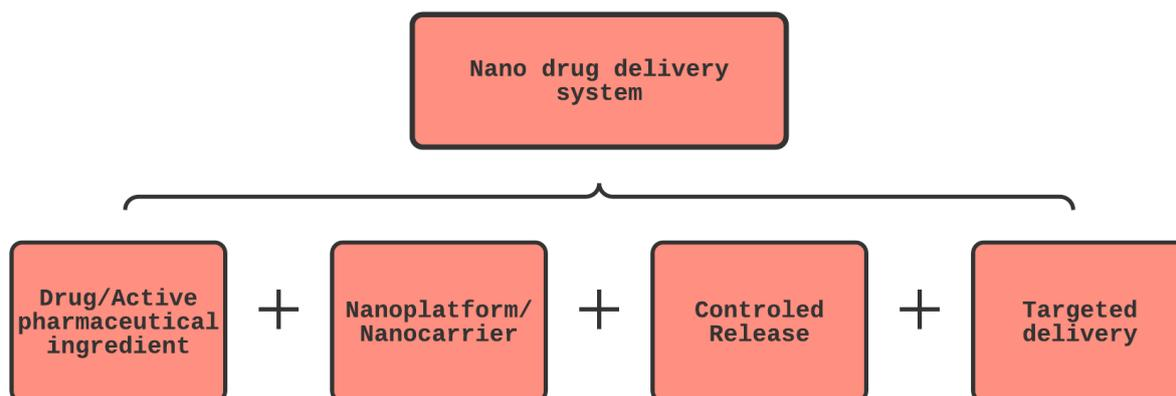 Nano drug delivery
system
Drug/Active
pharmaceutical
ingredient
+
Nanoplatform/
Nanocarrier
+
Controled
Release
+
Targeted
delivery